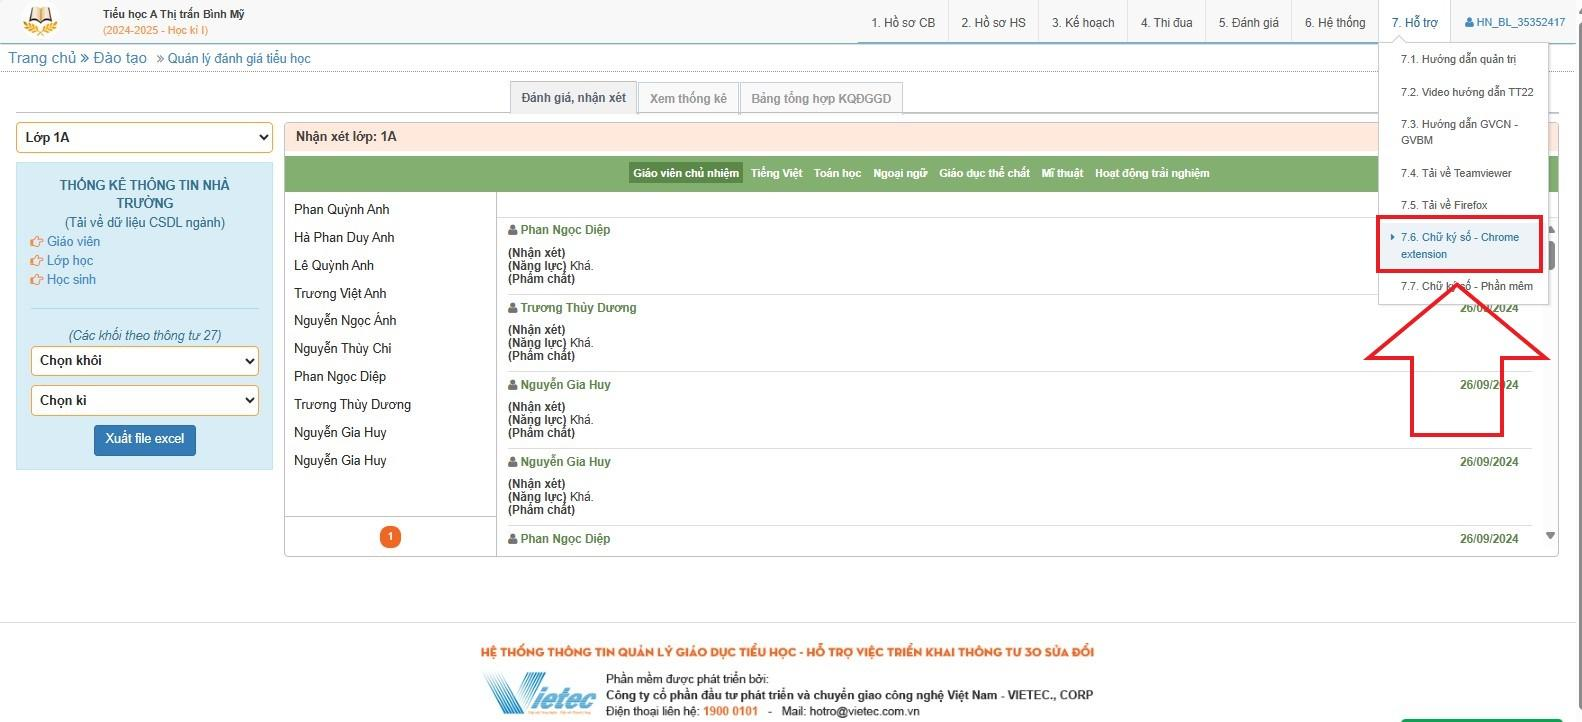 Tiểu học A Thị trấn Bình Mỹ
(2024-2025 - Học kì I)
1. Hồ sơ CB
2. Hồ sơ HS
3. Kế hoạch
4. Thi đua
5. Đánh giá
6. Hệ thống
7. Hỗ trợ
HN_BL_35352417
Trang chủ » Đào tạo » Quản lý đánh giá tiểu học
7.1. Hướng dẫn quản trị
7.2. Video hướng dẫn TT22
7.3. Hướng dẫn GVCN -
GVBM
7.4. Tải về Teamviewer
7.5. Tải về Firefox
7.6. Chữ ký số - Chrome
extension
7.7. Chữ ký số - Phần mềm
Đánh giá, nhận xét
Xem thống kê
Bảng tổng hợp KQĐGGD
Lớp 1A
THỐNG KÊ THÔNG TIN NHÀ
TRƯỜNG
(Tải về dữ liệu CSDL ngành)
Giáo viên
Lớp học
Học sinh
(Các khối theo thông tư 27)
Chọn khối
Chọn kì
Xuất file excel
Nhận xét lớp: 1A
Giáo viên chủ nhiệm Tiếng Việt Toán học Ngoại ngữ Giáo dục thể chất Mĩ thuật Hoạt động trải nghiệm
Phan Quỳnh Anh
Hà Phan Duy Anh
Lê Quỳnh Anh
Trương Việt Anh
Nguyễn Ngọc Ánh
Nguyễn Thùy Chi
Phan Ngọc Diệp
Trương Thùy Dương
Nguyễn Gia Huy
Nguyễn Gia Huy
1
Phan Ngọc Diệp
(Nhận xét)
(Năng lực) Khá.
(Phẩm chất)
Trương Thùy Dương 26/09/2024
(Nhận xét)
(Năng lực) Khá.
(Phẩm chất)
Nguyễn Gia Huy 26/09/2024
(Nhận xét)
(Năng lực) Khá.
(Phẩm chất)
Nguyễn Gia Huy 26/09/2024
(Nhận xét)
(Năng lực) Khá.
(Phẩm chất)
Phan Ngọc Diệp 26/09/2024
HỆ THỐNG THÔNG TIN QUẢN LÝ GIÁO DỤC TIỂU HỌC - HỖ TRỢ VIỆC TRIỂN KHAI THÔNG TƯ 30 SỬA ĐỔI
Vietec
Phần mềm được phát triển bởi:
Công ty cổ phần đầu tư phát triển và chuyển giao công nghệ Việt Nam - VIETEC., CORP
Điện thoại liên hệ: 1900 0101 - Mail: hotro@vietec.com.vn